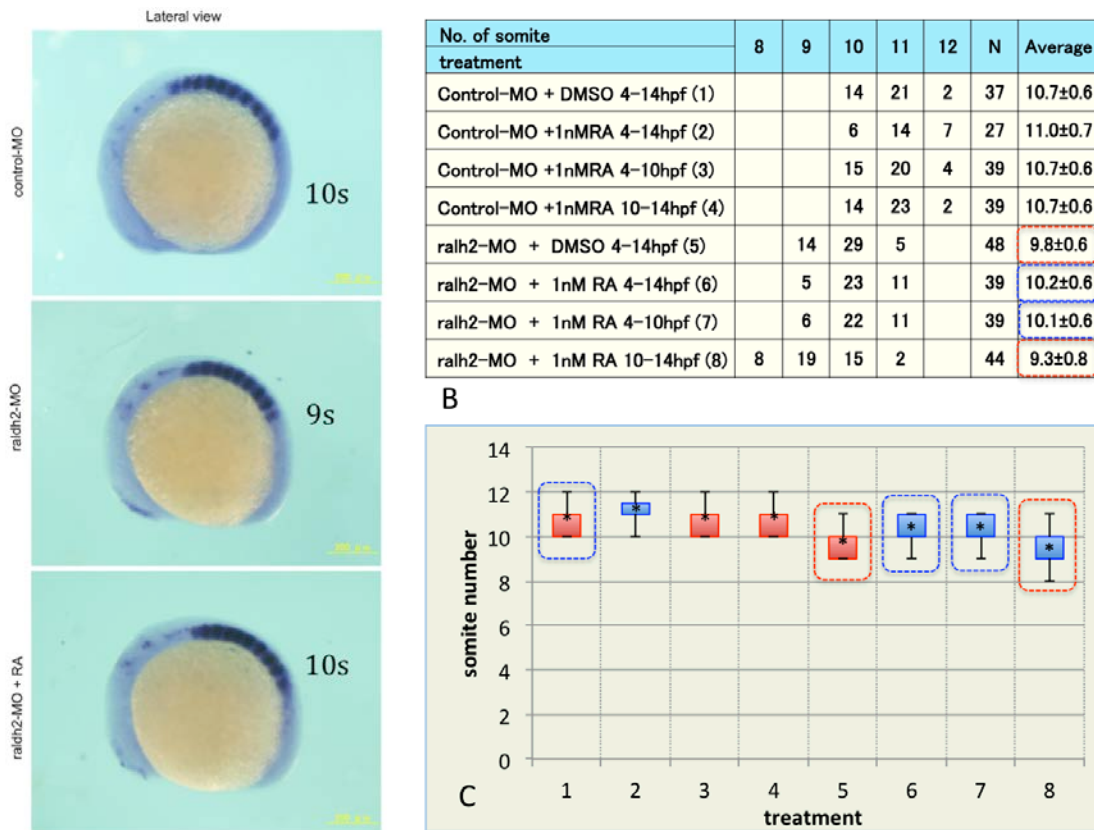 Lateral view
control-MO
10s
raldh2-MO
9s
raldh2-MO + RA
10s
No. of somite 8 9 10 11 12 N Average
treatment
Control-MO + DMSO 4-14hpf (1) 14 21 2 37 10.7±0.6
Control-MO +1nMRA 4-14hpf (2) 6 14 7 27 11.0±0.7
Control-MO +1nMRA 4-10hpf (3) 15 20 4 39 10.7±0.6
Control-MO +1nMRA 10-14hpf (4) 14 23 2 39 10.7±0.6
ralh2-MO + DMSO 4-14hpf (5) 14 29 5 48 9.8±0.6
ralh2-MO + 1nM RA 4-14hpf (6) 5 23 11 39 10.2±0.6
ralh2-MO + 1nM RA 4-10hpf (7) 6 22 11 39 10.1±0.6
ralh2-MO + 1nM RA 10-14hpf (8) 8 19 15 2 44 9.3±0.8
B
14
12
10
8
6
4
2
0
somite number
1 2 3 4 5 6 7 8
treatment
C